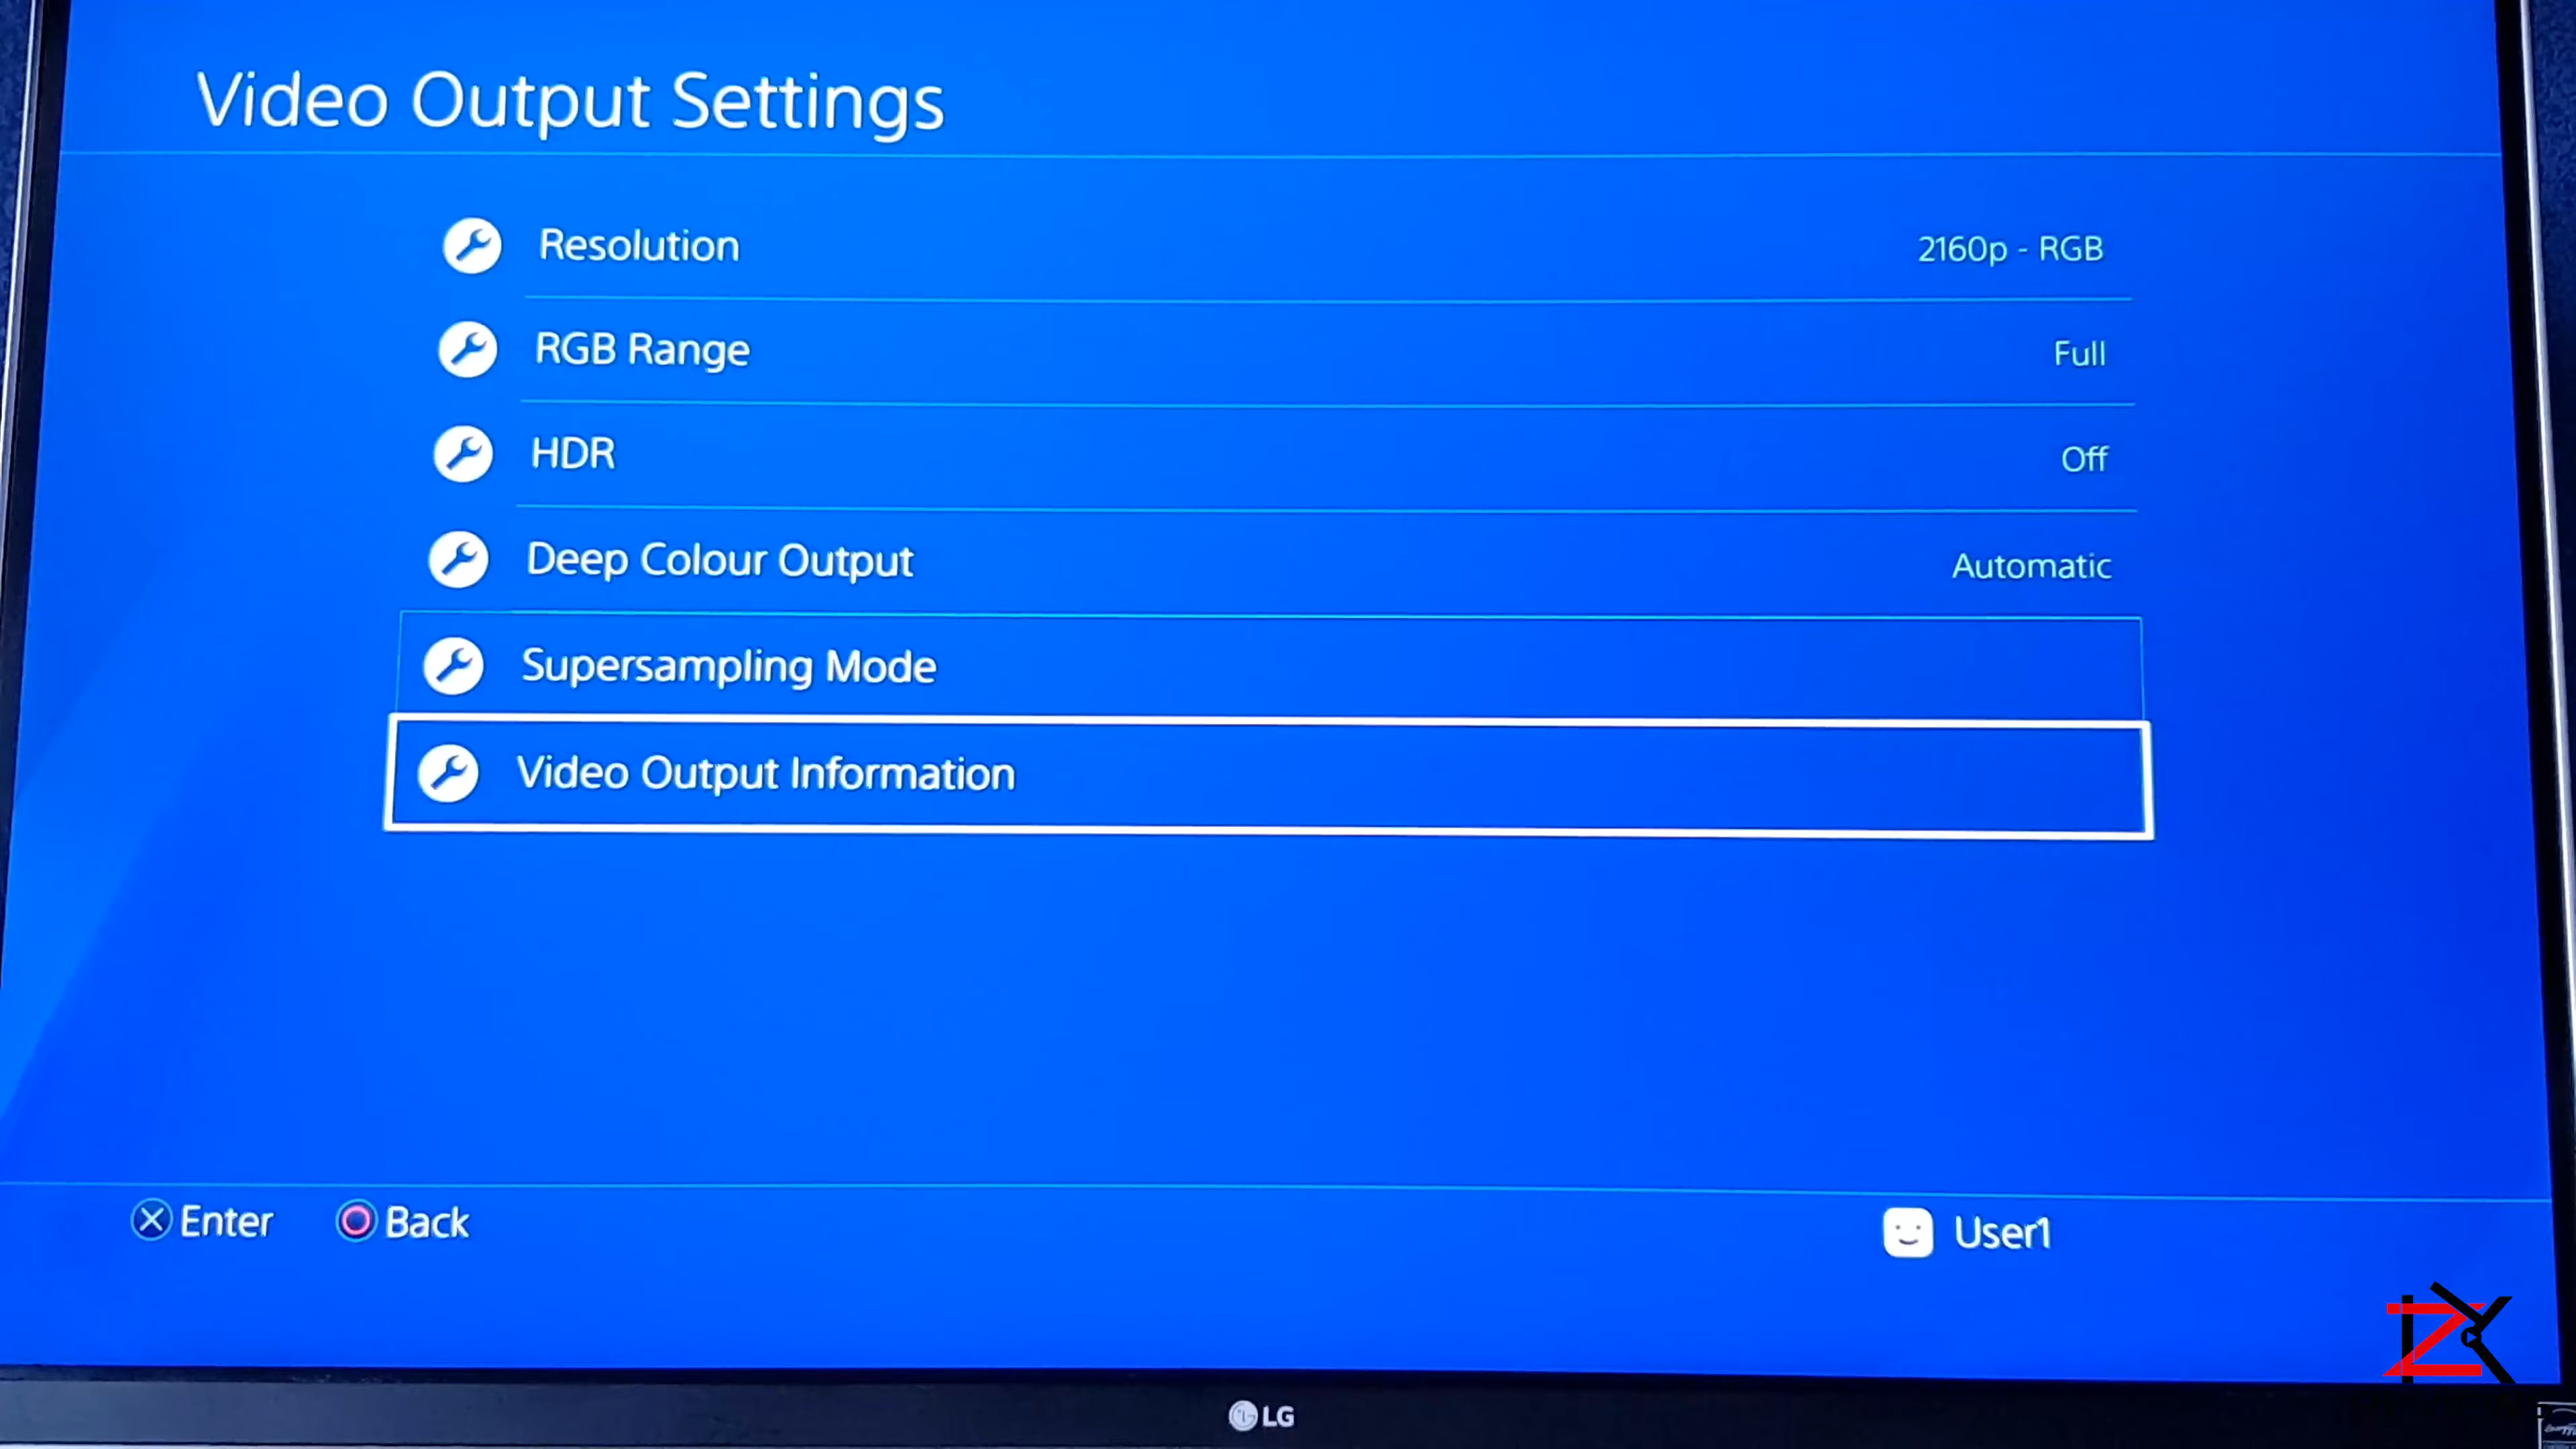 Video Output Settings
Resolution 2160p - RGB
RGB Range Full
HDR Off
Deep Colour Output Automatic
Supersampling Mode
Video Output Information
Enter Back User1
LG